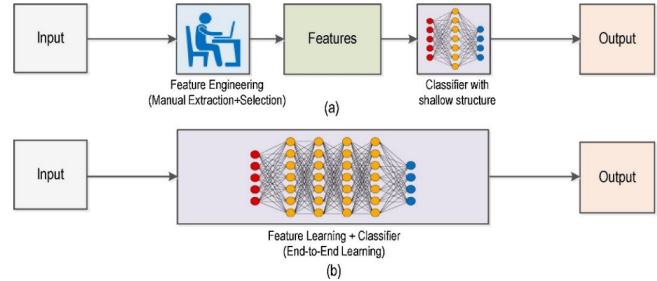 Input
Feature Engineering
(Manual Extraction+Selection)
Features
Classifier with
shallow structure
Output
(a)
Input
Feature Learning + Classifier
(End-to-End Learning)
Output
(b)